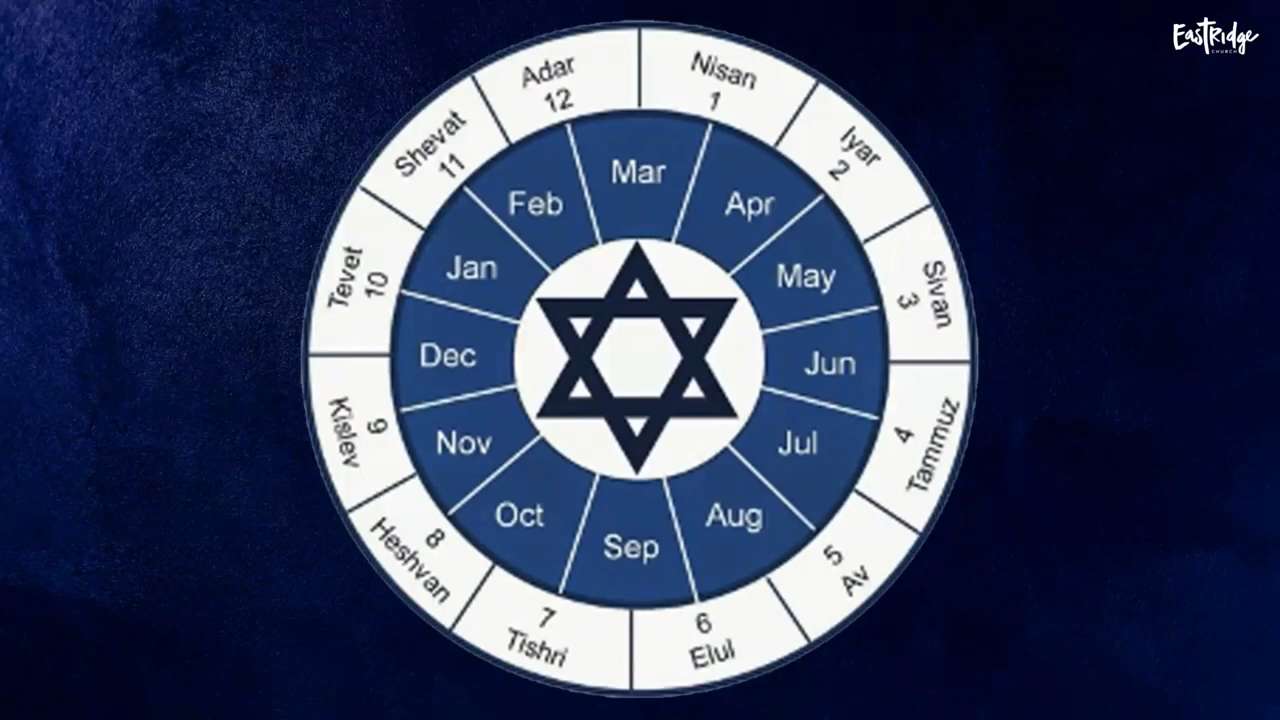 EastRidge
CHURCH
Nisan
1
Iyar
2
Sivan
3
4
Tammuz
5
Av
6
Elul
7
Tishri
8
Heshvan
9
Kislev
Tevet
10
Shevat
11
Adar
12
Mar
Apr
May
Jun
Jul
Aug
Sep
Oct
Nov
Dec
Jan
Feb